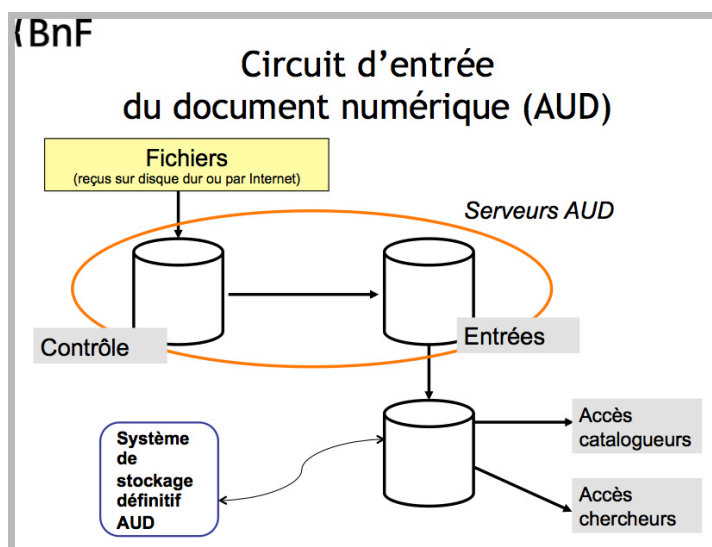 BnF
Circuit d'entrée
du document numérique (AUD)
Fichiers
(reçus sur disque dur ou par Internet)
Serveurs AUD
Contrôle
Entrées
Système
de
stockage
définitif
AUD
Accès
catalogueurs
Accès
chercheurs